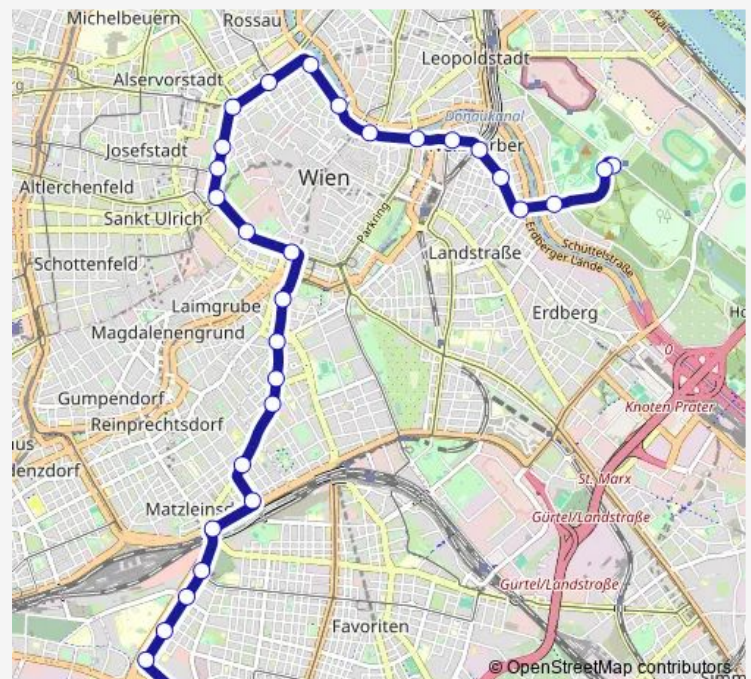 Michelbeuern
Rossau
Leopoldstadt
Alservorstadt
Donaukanal
Josefstadt
Altlerchenfeld
Wien
Sankt Ulrich
Parkring
Schottenfeld
Landstraße
Schüttelstraße
Erdberger Lände
Laimgrube
Magdalenengrund
Erdberg
Gumpendorf
Knoten Prater
Reinprechtsdorf
St. Marx
Gürtel/Landstraße
Gürtel/Landstraße
Favoriten
© OpenStreetMap contributors